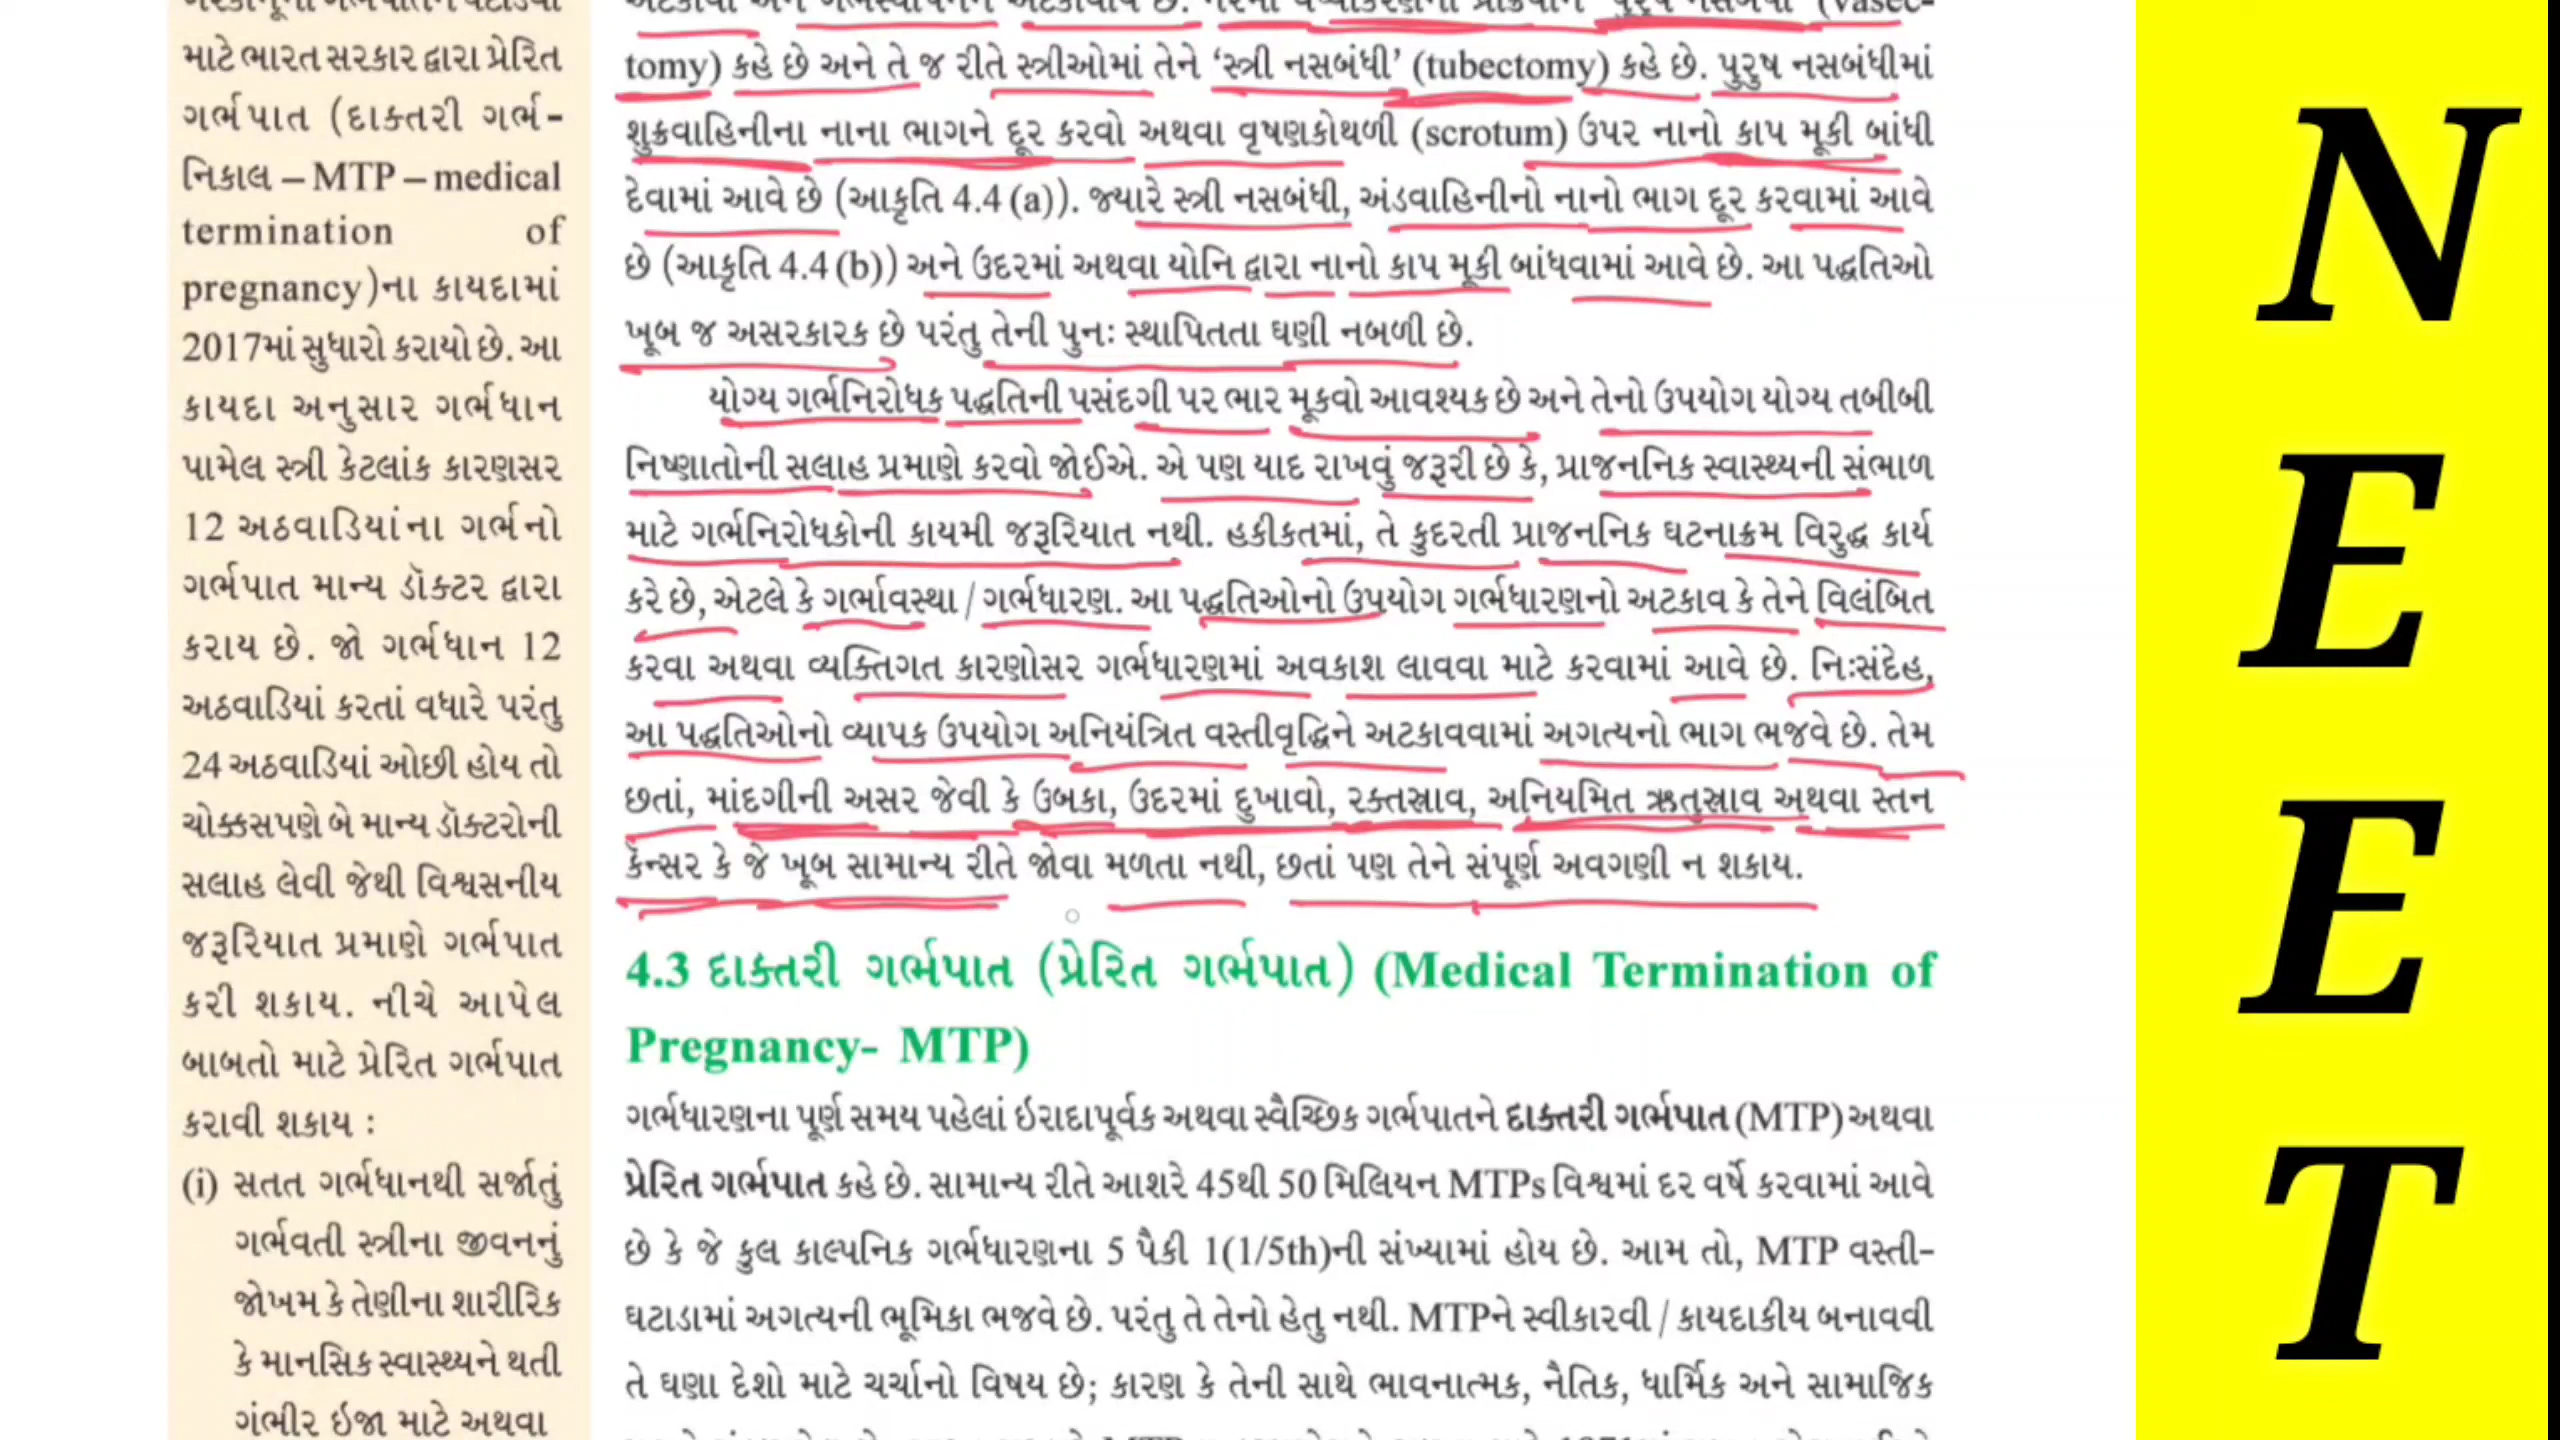 માટે ભારત સરકાર દ્વારા પ્રેરિત
ગર્ભપાત (દાક્તરી ગર્ભ-
નિકાલ – MTP – medical
termination of
pregnancy)ના કાયદામાં
2017માં સુધારો કરાયો છે. આ
કાયદા અનુસાર ગર્ભધાન
પામેલ સ્ત્રી કેટલાંક કારણસર
12 અઠવાડિયાંના ગર્ભનો
ગર્ભપાત માન્ય ડૉક્ટર દ્વારા
કરાય છે. જો ગર્ભધાન 12
અઠવાડિયાં કરતાં વધારે પરંતુ
24 અઠવાડિયાં ઓછી હોય તો
ચોક્કસપણે બે માન્ય ડૉક્ટરોની
સલાહ લેવી જેથી વિશ્વસનીય
જરૂરિયાત પ્રમાણે ગર્ભપાત
કરી શકાય. નીચે આપેલ
બાબતો માટે પ્રેરિત ગર્ભપાત
કરાવી શકાય :
(i) સતત ગર્ભધાનથી સર્જાતું
ગર્ભવતી સ્ત્રીના જીવનનું
જોખમ કે તેણીના શારીરિક
કે માનસિક સ્વાસ્થ્યને થતી
ગંભીર ઇજા માટે અથવા
(vasec-
tomy) કહે છે અને તે જ રીતે સ્ત્રીઓમાં તેને ‘સ્ત્રી નસબંધી’ (tubectomy) કહે છે. પુરુષ નસબંધીમાં
શુક્રવાહિનીના નાના ભાગને દૂર કરવો અથવા વૃષણકોથળી (scrotum) ઉપર નાનો કાપ મૂકી બાંધી
દેવામાં આવે છે (આકૃતિ 4.4 (a)). જ્યારે સ્ત્રી નસબંધી, અંડવાહિનીનો નાનો ભાગ દૂર કરવામાં આવે
છે (આકૃતિ 4.4 (b)) અને ઉદરમાં અથવા યોનિ દ્વારા નાનો કાપ મૂકી બાંધવામાં આવે છે. આ પદ્ધતિઓ
ખૂબ જ અસરકારક છે પરંતુ તેની પુનઃ સ્થાપિતતા ઘણી નબળી છે.
યોગ્ય ગર્ભનિરોધક પદ્ધતિની પસંદગી પર ભાર મૂકવો આવશ્યક છે અને તેનો ઉપયોગ યોગ્ય તબીબી
નિષ્ણાતોની સલાહ પ્રમાણે કરવો જોઈએ. એ પણ યાદ રાખવું જરૂરી છે કે, પ્રાજનનિક સ્વાસ્થ્યની સંભાળ
માટે ગર્ભનિરોધકોની કાયમી જરૂરિયાત નથી. હકીકતમાં, તે કુદરતી પ્રાજનનિક ઘટનાક્રમ વિરુદ્ધ કાર્ય
કરે છે, એટલે કે ગર્ભાવસ્થા / ગર્ભધારણ. આ પદ્ધતિઓનો ઉપયોગ ગર્ભધારણનો અટકાવ કે તેને વિલંબિત
કરવા અથવા વ્યક્તિગત કારણોસર ગર્ભધારણમાં અવકાશ લાવવા માટે કરવામાં આવે છે. નિઃસંદેહ,
આ પદ્ધતિઓનો વ્યાપક ઉપયોગ અનિયંત્રિત વસ્તીવૃદ્ધિને અટકાવવામાં અગત્યનો ભાગ ભજવે છે. તેમ
છતાં, માંદગીની અસર જેવી કે ઉબકા, ઉદરમાં દુખાવો, રક્તસ્રાવ, અનિયમિત ઋતુસ્રાવ અથવા સ્તન
કૅન્સર કે જે ખૂબ સામાન્ય રીતે જોવા મળતા નથી, છતાં પણ તેને સંપૂર્ણ અવગણી ન શકાય.
4.3 દાક્તરી ગર્ભપાત (પ્રેરિત ગર્ભપાત) (Medical Termination of
Pregnancy- MTP)
ગર્ભધારણના પૂર્ણ સમય પહેલાં ઇરાદાપૂર્વક અથવા સ્વૈચ્છિક ગર્ભપાતને દાક્તરી ગર્ભપાત (MTP) અથવા
પ્રેરિત ગર્ભપાત કહે છે. સામાન્ય રીતે આશરે 45થી 50 મિલિયન MTPs વિશ્વમાં દર વર્ષે કરવામાં આવે
છે કે જે કુલ કાલ્પનિક ગર્ભધારણના 5 પૈકી 1(1/5th)ની સંખ્યામાં હોય છે. આમ તો, MTP વસ્તી-
ઘટાડામાં અગત્યની ભૂમિકા ભજવે છે. પરંતુ તે તેનો હેતુ નથી. MTPને સ્વીકારવી / કાયદાકીય બનાવવી
તે ઘણા દેશો માટે ચર્ચાનો વિષય છે; કારણ કે તેની સાથે ભાવનાત્મક, નૈતિક, ધાર્મિક અને સામાજિક
N
E
E
T